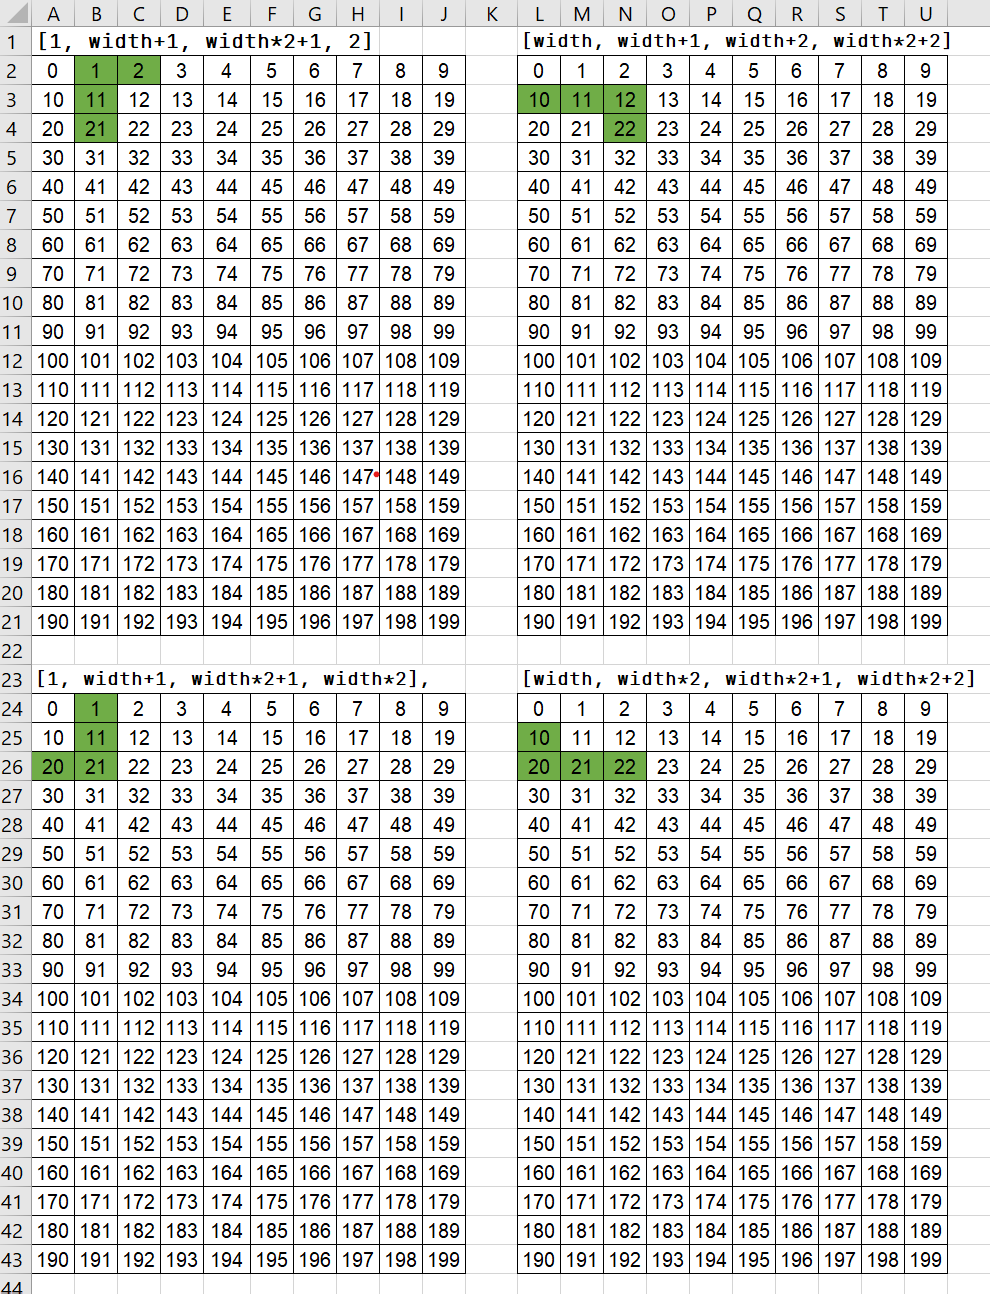 A B C D E F G H I J K L M N O P Q R S T U
1 [1, width+1, width*2+1, 2] [width, width+1, width+2, width*2+2]
2 0 1 2 3 4 5 6 7 8 9 0 1 2 3 4 5 6 7 8 9
3 10 11 12 13 14 15 16 17 18 19 10 11 12 13 14 15 16 17 18 19
4 20 21 22 23 24 25 26 27 28 29 20 21 22 23 24 25 26 27 28 29
5 30 31 32 33 34 35 36 37 38 39 30 31 32 33 34 35 36 37 38 39
6 40 41 42 43 44 45 46 47 48 49 40 41 42 43 44 45 46 47 48 49
7 50 51 52 53 54 55 56 57 58 59 50 51 52 53 54 55 56 57 58 59
8 60 61 62 63 64 65 66 67 68 69 60 61 62 63 64 65 66 67 68 69
9 70 71 72 73 74 75 76 77 78 79 70 71 72 73 74 75 76 77 78 79
10 80 81 82 83 84 85 86 87 88 89 80 81 82 83 84 85 86 87 88 89
11 90 91 92 93 94 95 96 97 98 99 90 91 92 93 94 95 96 97 98 99
12 100 101 102 103 104 105 106 107 108 109 100 101 102 103 104 105 106 107 108 109
13 110 111 112 113 114 115 116 117 118 119 110 111 112 113 114 115 116 117 118 119
14 120 121 122 123 124 125 126 127 128 129 120 121 122 123 124 125 126 127 128 129
15 130 131 132 133 134 135 136 137 138 139 130 131 132 133 134 135 136 137 138 139
16 140 141 142 143 144 145 146 147 148 149 140 141 142 143 144 145 146 147 148 149
17 150 151 152 153 154 155 156 157 158 159 150 151 152 153 154 155 156 157 158 159
18 160 161 162 163 164 165 166 167 168 169 160 161 162 163 164 165 166 167 168 169
19 170 171 172 173 174 175 176 177 178 179 170 171 172 173 174 175 176 177 178 179
20 180 181 182 183 184 185 186 187 188 189 180 181 182 183 184 185 186 187 188 189
21 190 191 192 193 194 195 196 197 198 199 190 191 192 193 194 195 196 197 198 199
22
23 [1, width+1, width*2+1, width*2], [width, width*2, width*2+1, width*2+2]
24 0 1 2 3 4 5 6 7 8 9 0 1 2 3 4 5 6 7 8 9
25 10 11 12 13 14 15 16 17 18 19 10 11 12 13 14 15 16 17 18 19
26 20 21 22 23 24 25 26 27 28 29 20 21 22 23 24 25 26 27 28 29
27 30 31 32 33 34 35 36 37 38 39 30 31 32 33 34 35 36 37 38 39
28 40 41 42 43 44 45 46 47 48 49 40 41 42 43 44 45 46 47 48 49
29 50 51 52 53 54 55 56 57 58 59 50 51 52 53 54 55 56 57 58 59
30 60 61 62 63 64 65 66 67 68 69 60 61 62 63 64 65 66 67 68 69
31 70 71 72 73 74 75 76 77 78 79 70 71 72 73 74 75 76 77 78 79
32 80 81 82 83 84 85 86 87 88 89 80 81 82 83 84 85 86 87 88 89
33 90 91 92 93 94 95 96 97 98 99 90 91 92 93 94 95 96 97 98 99
34 100 101 102 103 104 105 106 107 108 109 100 101 102 103 104 105 106 107 108 109
35 110 111 112 113 114 115 116 117 118 119 110 111 112 113 114 115 116 117 118 119
36 120 121 122 123 124 125 126 127 128 129 120 121 122 123 124 125 126 127 128 129
37 130 131 132 133 134 135 136 137 138 139 130 131 132 133 134 135 136 137 138 139
38 140 141 142 143 144 145 146 147 148 149 140 141 142 143 144 145 146 147 148 149
39 150 151 152 153 154 155 156 157 158 159 150 151 152 153 154 155 156 157 158 159
40 160 161 162 163 164 165 166 167 168 169 160 161 162 163 164 165 166 167 168 169
41 170 171 172 173 174 175 176 177 178 179 170 171 172 173 174 175 176 177 178 179
42 180 181 182 183 184 185 186 187 188 189 180 181 182 183 184 185 186 187 188 189
43 190 191 192 193 194 195 196 197 198 199 190 191 192 193 194 195 196 197 198 199
44